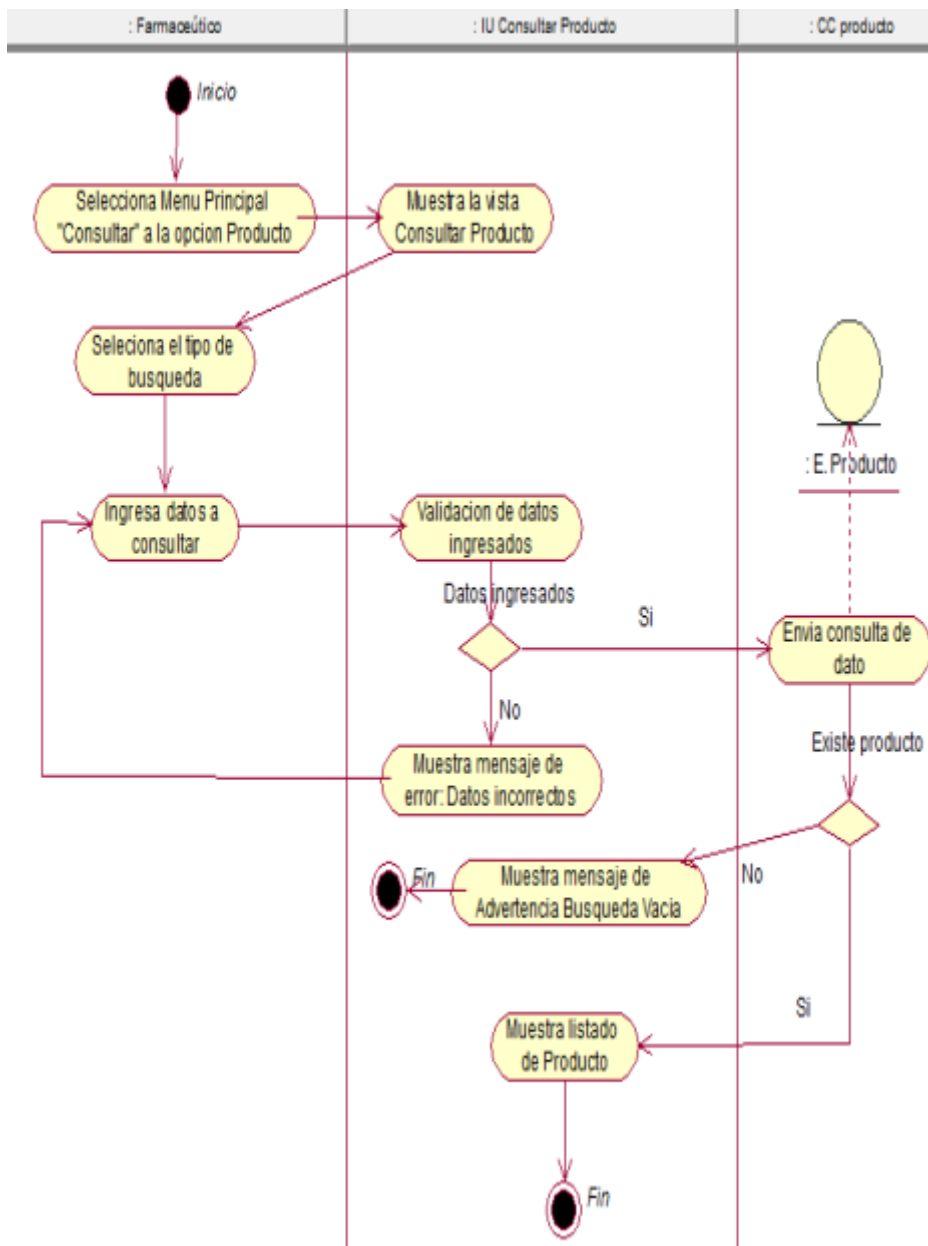 : Farmaceútico
: IU Consultar Producto
: CC producto
Inicio
Selecciona Menu Principal
"Consultar" a la opcion Producto
Muestra la vista
Consultar Producto
Seleciona el tipo de
busqueda
: E. Producto
Ingresa datos a
consultar
Validacion de datos
ingresados
Datos ingresados
Si
Envia consulta de
dato
No
Existe producto
Muestra mensaje de
error: Datos incorrectos
Fin
Muestra mensaje de
Advertencia Busqueda Vacia
No
Si
Muestra listado
de Producto
Fin